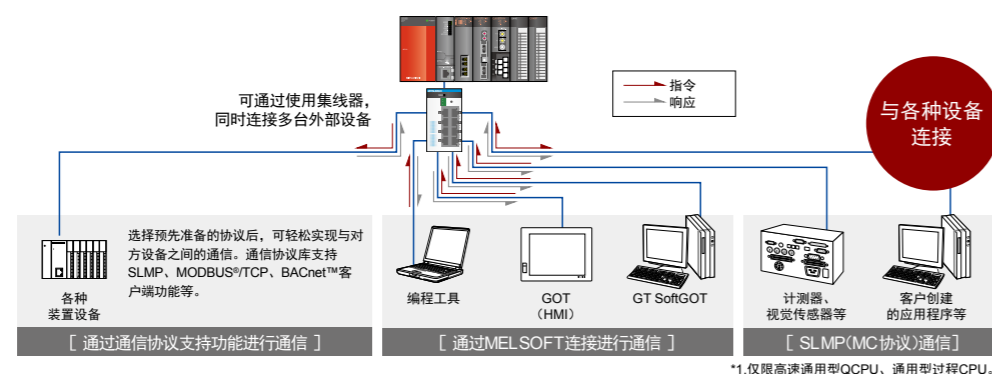 可通过使用集线器,
同时连接多台外部设备
指令
响应
与各种设备
连接
选择预先准备的协议后，可轻松实现与对
方设备之间的通信。通信协议库支持
SLMP、MODBUS®/TCP、BACnet™客
户端功能等。
各种
装置设备
编程工具
GOT
（HMI）
GT SoftGOT
计测器、
视觉传感器等
客户创建
的应用程序等
［ 通过通信协议支持功能进行通信 ］
［ 通过MELSOFT连接进行通信 ］
［ SLMP(MC协议)通信］
*1.仅限高速通用型QCPU、通用型过程CPU。